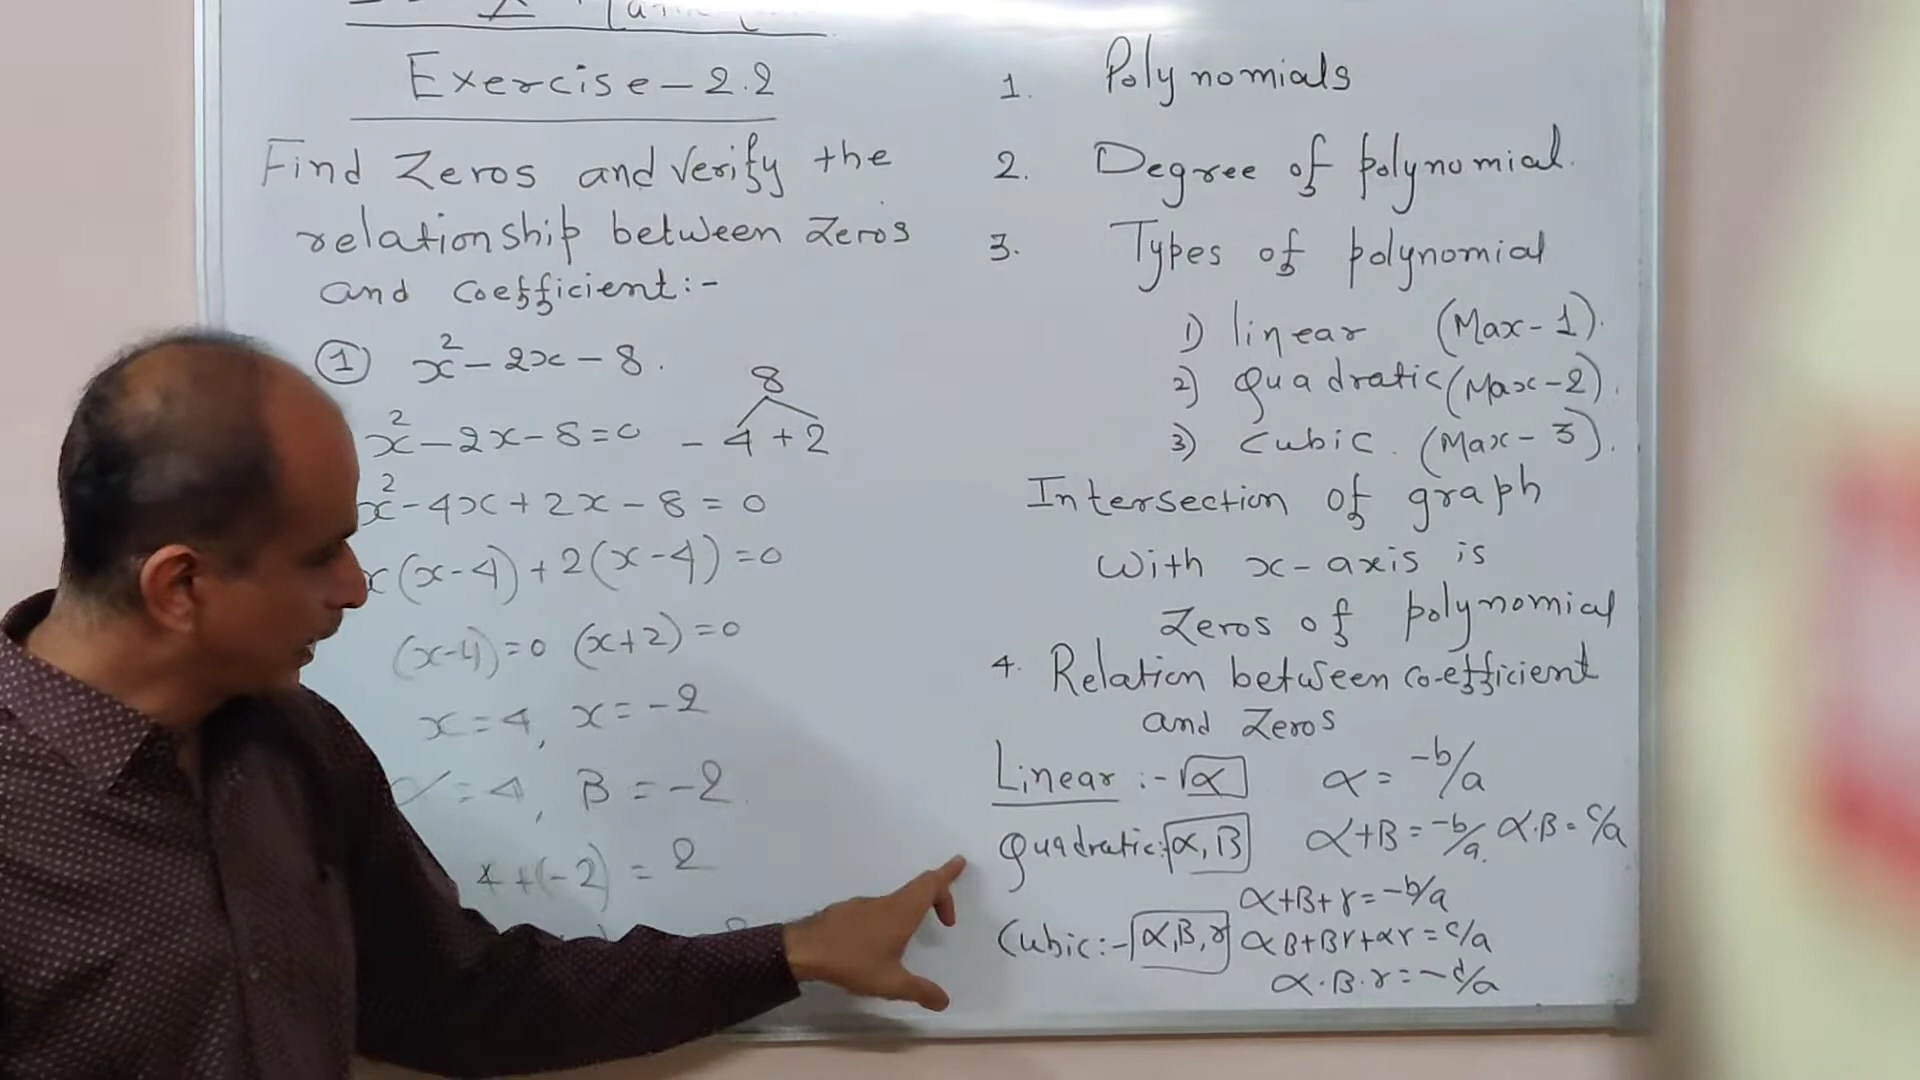 Exercise-2.2
Find Zeros and Verify the
relationship between Zeros
and coefficient:-
① x² - 2x - 8.
8
x² - 2x - 8 = 0 - 4 + 2
x² - 4x + 2x - 8 = 0
x(x-4) + 2(x-4) = 0
(x-4) = 0 (x+2) = 0
x = 4, x = -2
α = 4, β = -2
4 + (-2) = 2
1. Polynomials
2. Degree of polynomial.
3. Types of polynomial
1) linear (Max-1).
2) Quadratic (Max-2).
3) Cubic. (Max-3).
Intersection of graph
With x-axis is
Zeros of polynomial
4. Relation between co-efficient
and Zeros
Linear :- α α = -b/a
Quadratic:- α, β α+β = -b/a. α.β = c/a
α+β+γ = -b/a
Cubic:- α, β, γ αβ+βγ+αγ = c/a
α.β.γ = -d/a